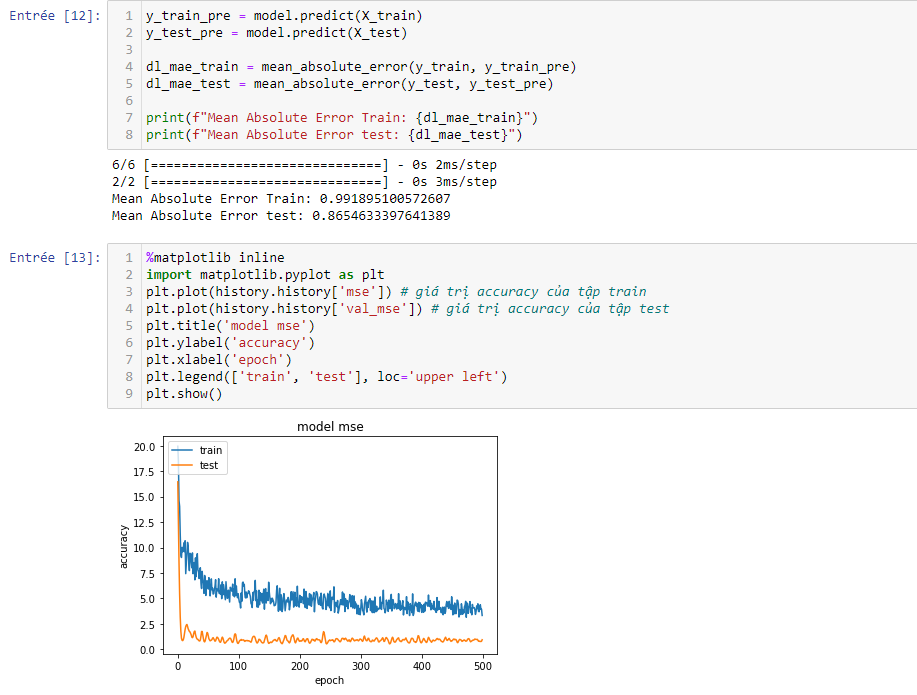 Entrée [12]:
1 y_train_pre = model.predict(X_train)
2 y_test_pre = model.predict(X_test)
3
4 dl_mae_train = mean_absolute_error(y_train, y_train_pre)
5 dl_mae_test = mean_absolute_error(y_test, y_test_pre)
6
7 print(f"Mean Absolute Error Train: {dl_mae_train}")
8 print(f"Mean Absolute Error test: {dl_mae_test}")
6/6 [==============================] - 0s 2ms/step
2/2 [==============================] - 0s 3ms/step
Mean Absolute Error Train: 0.991895100572607
Mean Absolute Error test: 0.8654633397641389
Entrée [13]:
1 %matplotlib inline
2 import matplotlib.pyplot as plt
3 plt.plot(history.history['mse']) # giá trị accuracy của tập train
4 plt.plot(history.history['val_mse']) # giá trị accuracy của tập test
5 plt.title('model mse')
6 plt.ylabel('accuracy')
7 plt.xlabel('epoch')
8 plt.legend(['train', 'test'], loc='upper left')
9 plt.show()
model mse
train
test
accuracy
20.0
17.5
15.0
12.5
10.0
7.5
5.0
2.5
0.0
0 100 200 300 400 500
epoch